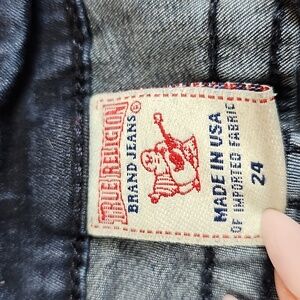 TRUE RELIGION®
BRAND JEANS
MADE IN USA
OF IMPORTED FABRIC
24